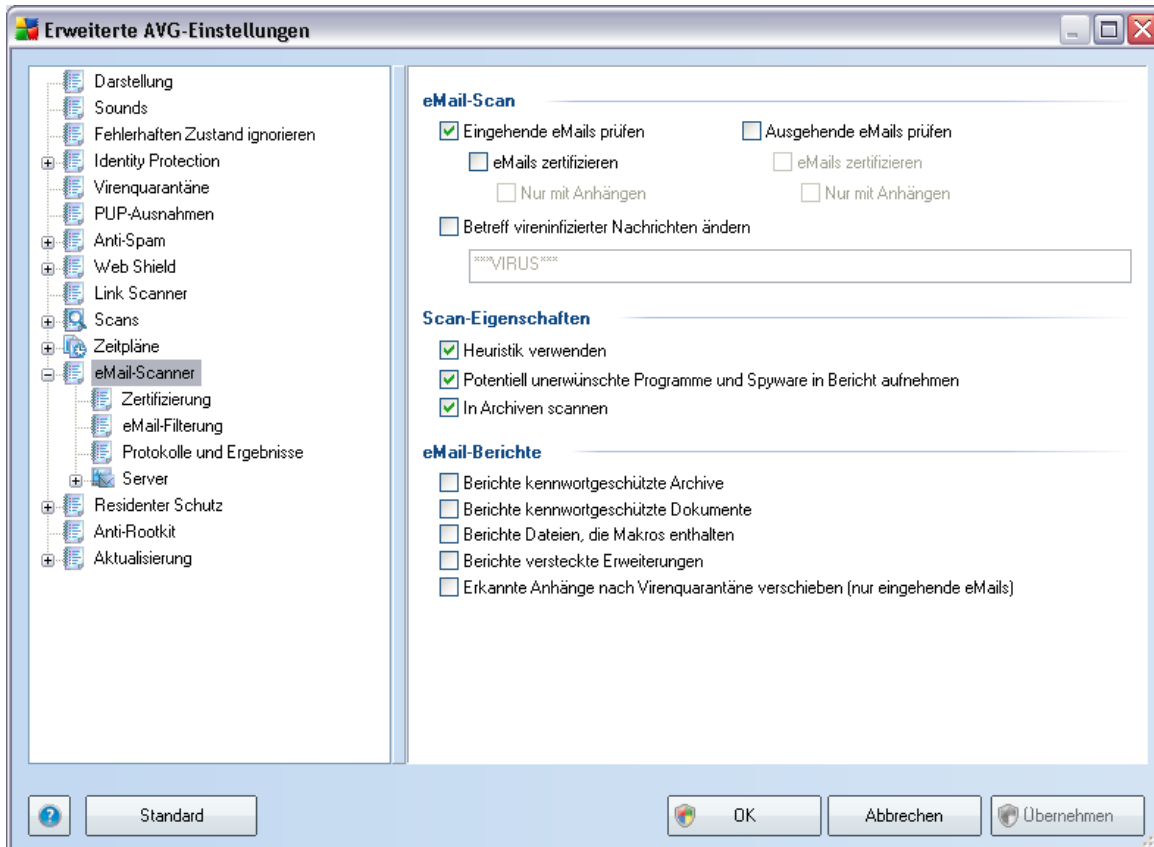 Erweiterte AVG-Einstellungen
Darstellung
Sounds
Fehlerhaften Zustand ignorieren
Identity Protection
Virenquarantäne
PUP-Ausnahmen
Anti-Spam
Web Shield
Link Scanner
Scans
Zeitpläne
eMail-Scanner
Zertifizierung
eMail-Filterung
Protokolle und Ergebnisse
Server
Residenter Schutz
Anti-Rootkit
Aktualisierung
eMail-Scan
Eingehende eMails prüfen Ausgehende eMails prüfen
eMails zertifizieren eMails zertifizieren
Nur mit Anhängen Nur mit Anhängen
Betreff vireninfizierter Nachrichten ändern
***VIRUS***
Scan-Eigenschaften
Heuristik verwenden
Potentiell unerwünschte Programme und Spyware in Bericht aufnehmen
In Archiven scannen
eMail-Berichte
Berichte kennwortgeschützte Archive
Berichte kennwortgeschützte Dokumente
Berichte Dateien, die Makros enthalten
Berichte versteckte Erweiterungen
Erkannte Anhänge nach Virenquarantäne verschieben (nur eingehende eMails)
? Standard OK Abbrechen Übernehmen